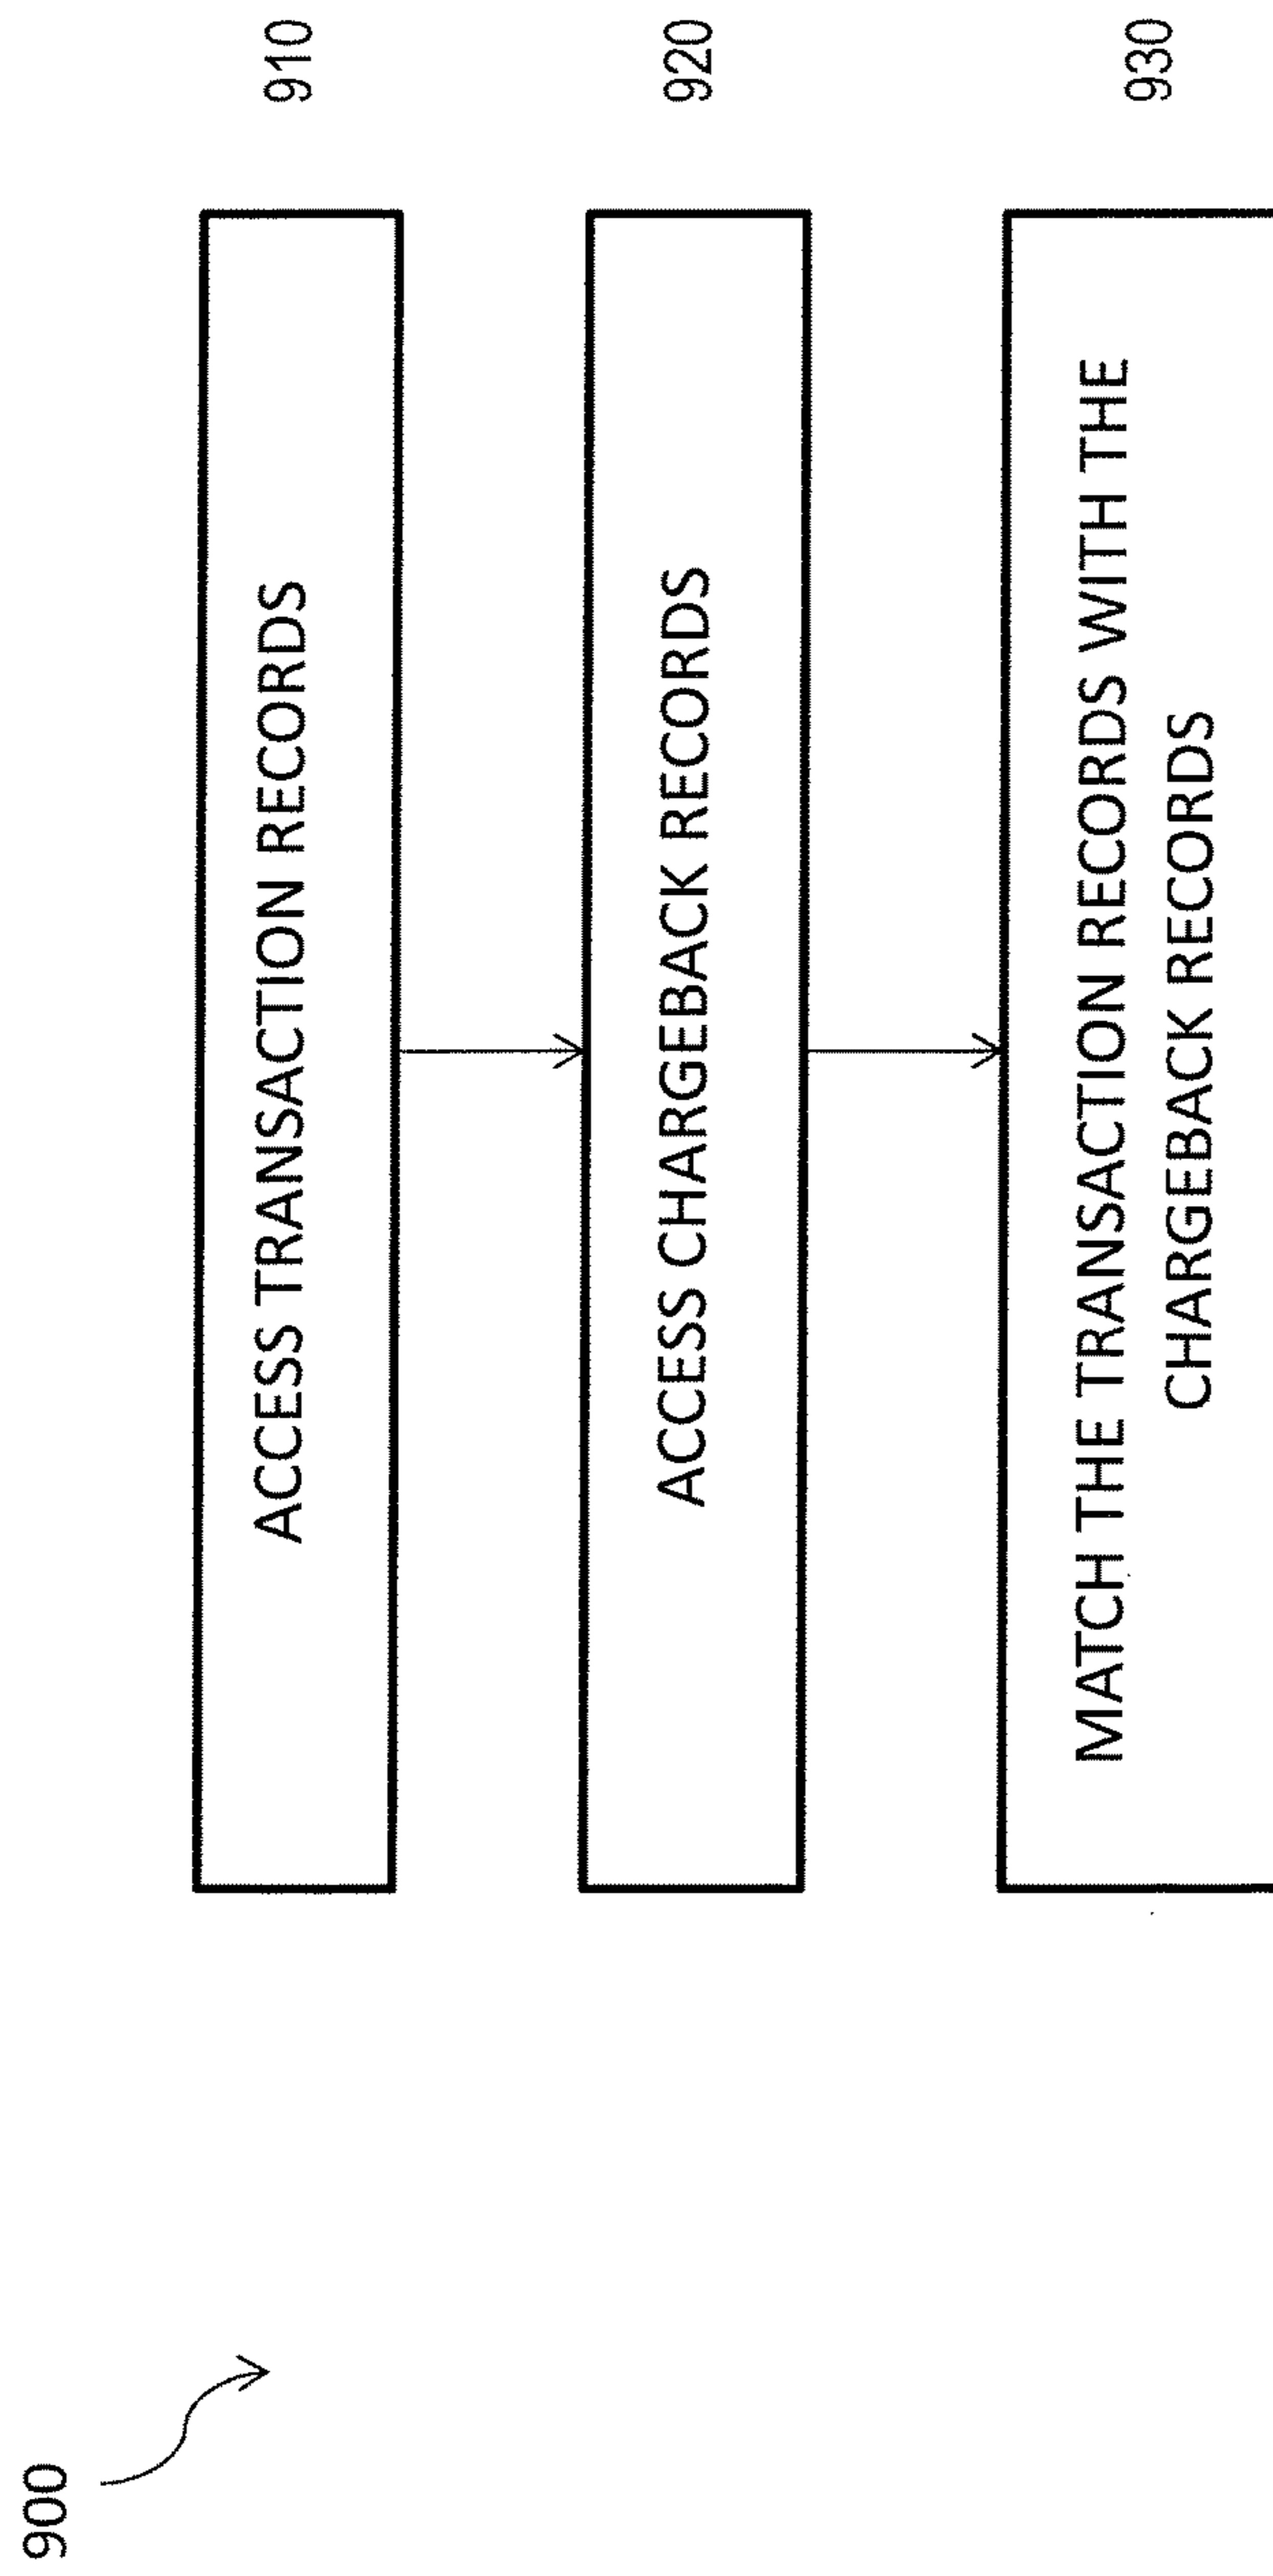 900
ACCESS TRANSACTION RECORDS
910
ACCESS CHARGEBACK RECORDS
920
MATCH THE TRANSACTION RECORDS WITH THE
CHARGEBACK RECORDS
930